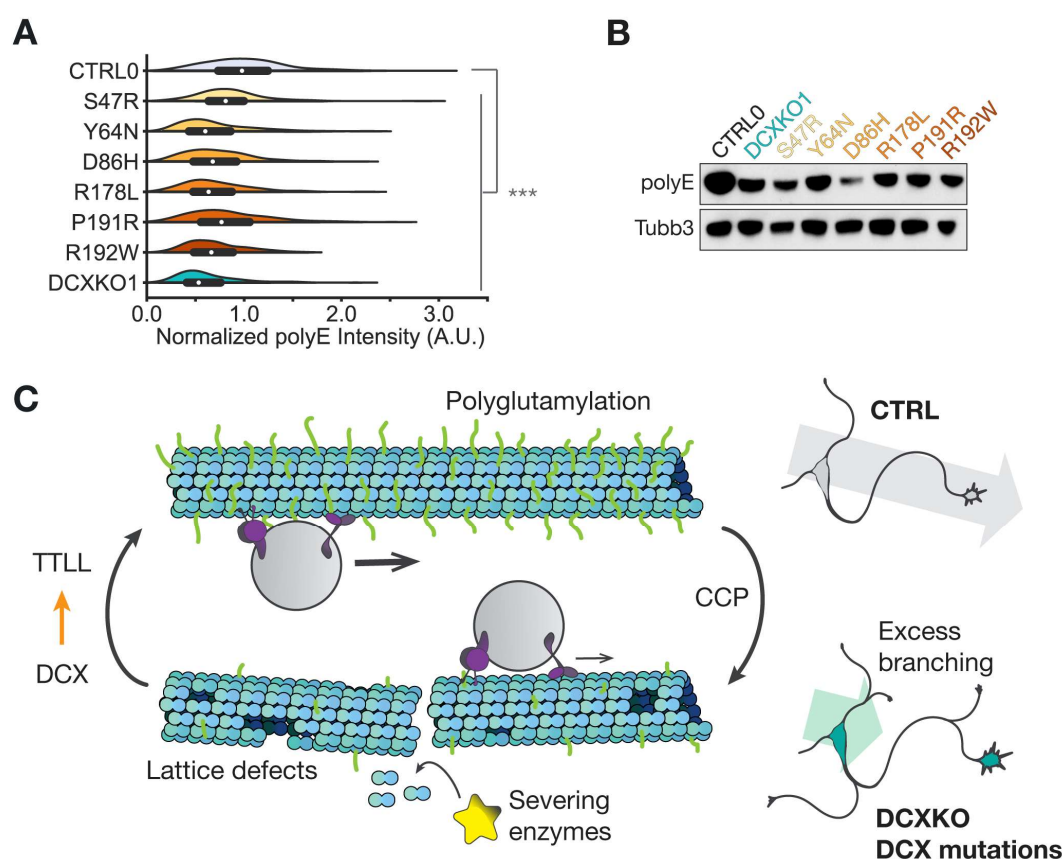 A
CTRL0
S47R
Y64N
D86H
R178L
P191R
R192W
DCXKO1
***
0.0 1.0 2.0 3.0
Normalized polyE Intensity (A.U.)
B
CTRL0 DCXKO1 S47R Y64N D86H R178L P191R R192W
polyE
Tubb3
C
Polyglutamylation
CTRL
TTLL
DCX
CCP
Excess
branching
Lattice defects
Severing
enzymes
DCXKO
DCX mutations